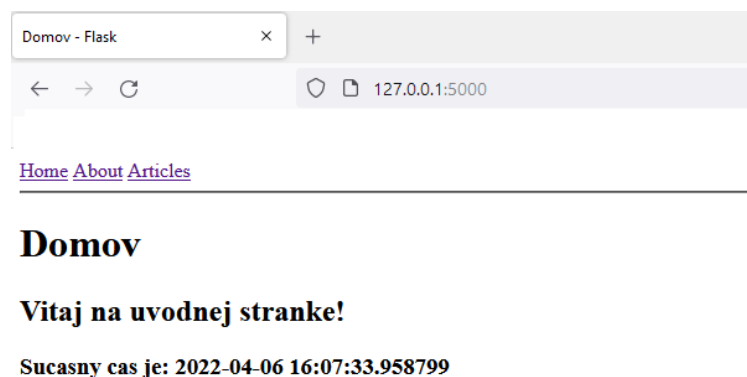 Domov - Flask
127.0.0.1:5000
Home About Articles
Domov
Vitaj na uvodnej stranke!
Sucasny cas je: 2022-04-06 16:07:33.958799